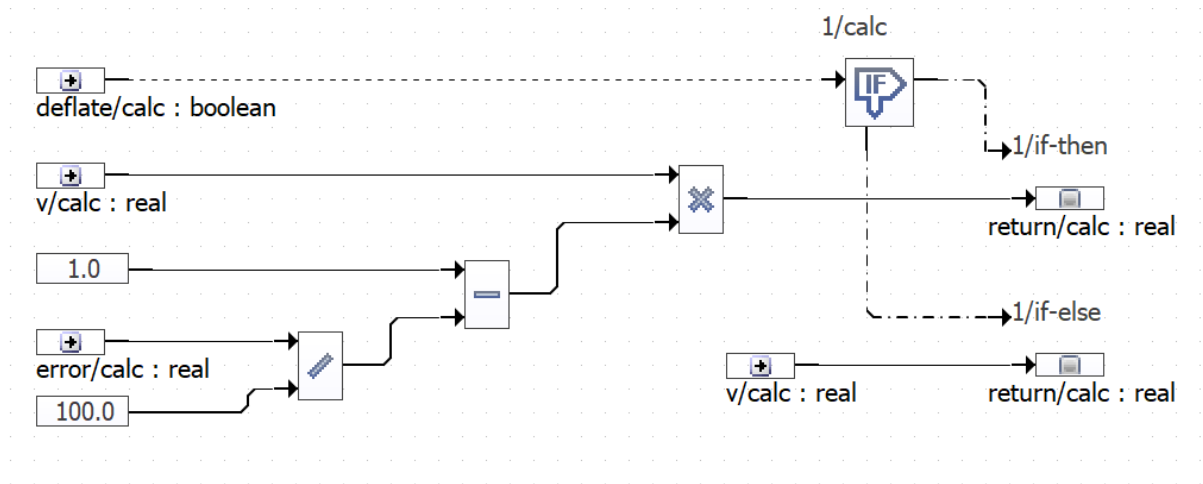 1/calc
IF
deflate/calc : boolean
1/if-then
v/calc : real
return/calc : real
1.0
1/if-else
error/calc : real
v/calc : real
return/calc : real
100.0